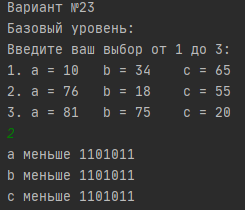 Вариант №23
Базовый уровень:
Введите ваш выбор от 1 до 3:
1. a = 10 b = 34 c = 65
2. a = 76 b = 18 c = 55
3. a = 81 b = 75 c = 20
2
a меньше 1101011
b меньше 1101011
c меньше 1101011